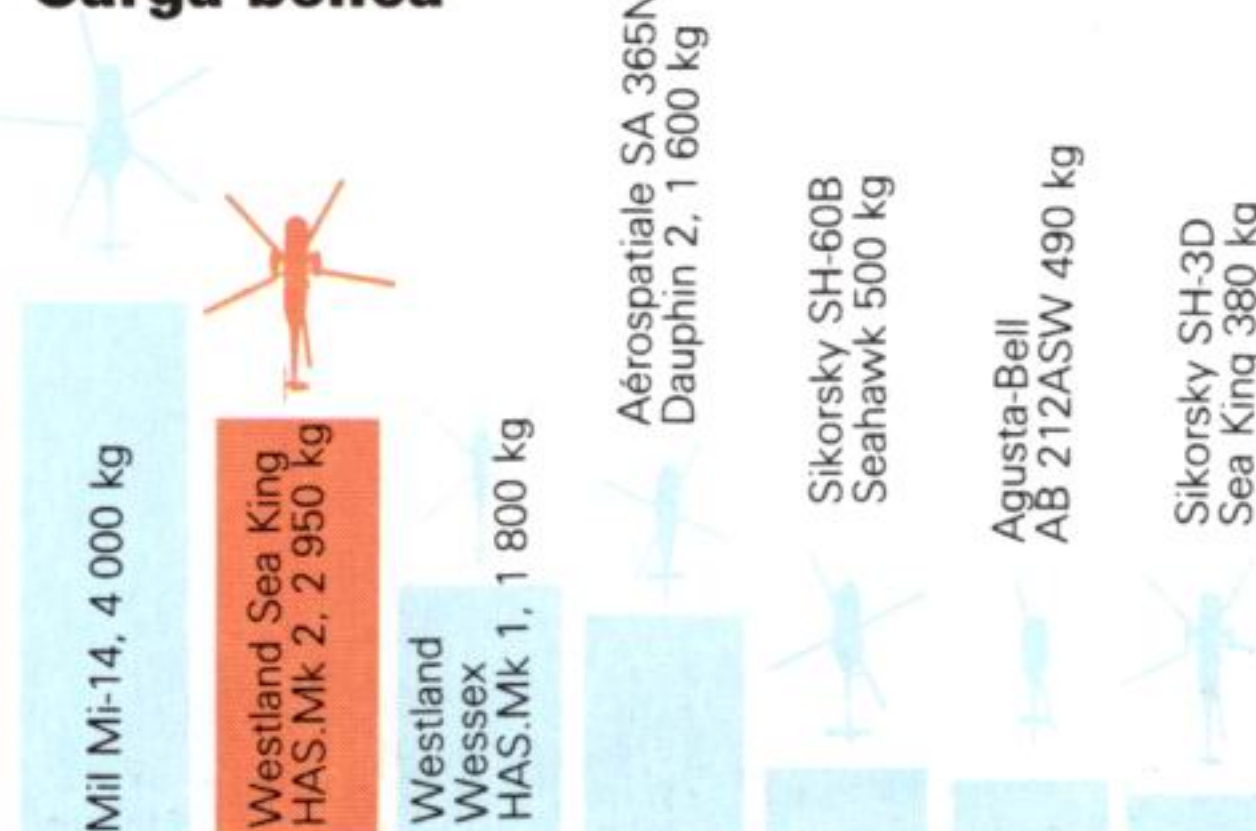 Carga bélica
Mil Mi-14, 4 000 kg
Westland Sea King
HAS.Mk 2, 2 950 kg
Westland
Wessex
HAS.Mk 1, 1 800 kg
Aérospatiale SA 365N
Dauphin 2, 1 600 kg
Sikorsky SH-60B
Seahawk 500 kg
Agusta-Bell
AB 212ASW 490 kg
Sikorsky SH-3D
Sea King 380 kg